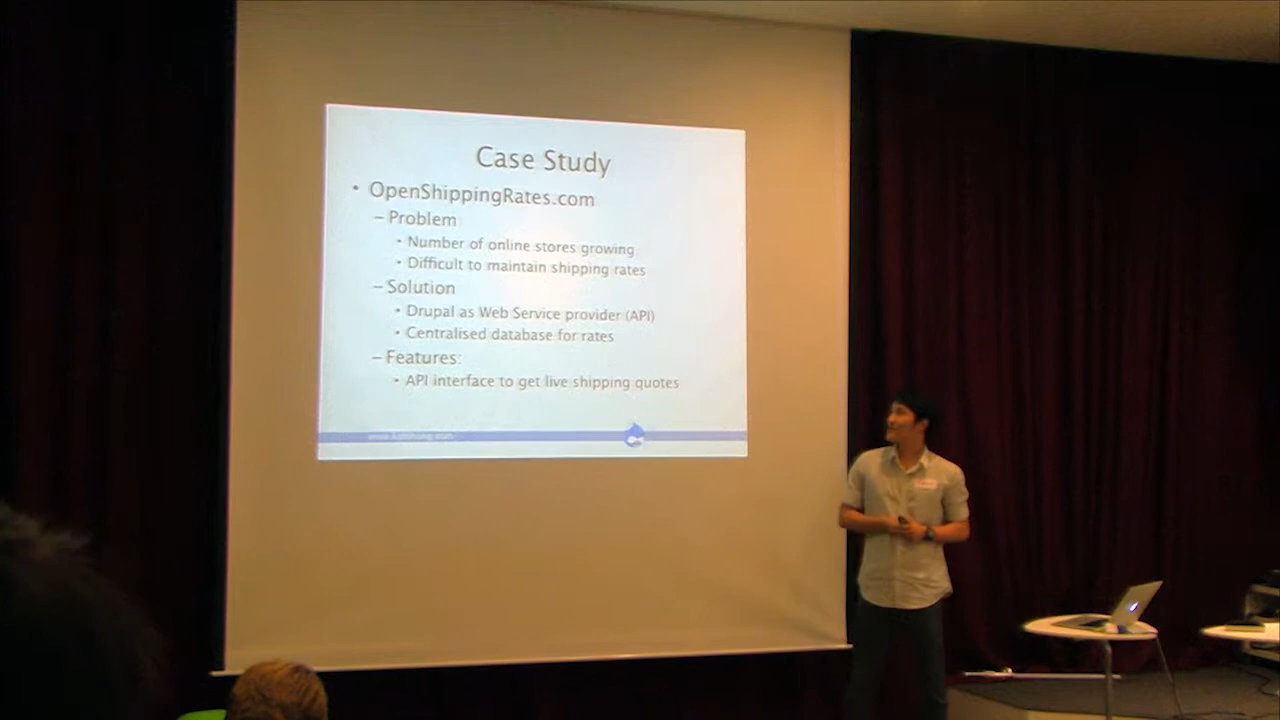 Case Study
• OpenShippingRates.com
– Problem
• Number of online stores growing
• Difficult to maintain shipping rates
– Solution
• Drupal as Web Service provider (API)
• Centralised database for rates
– Features:
• API interface to get live shipping quotes